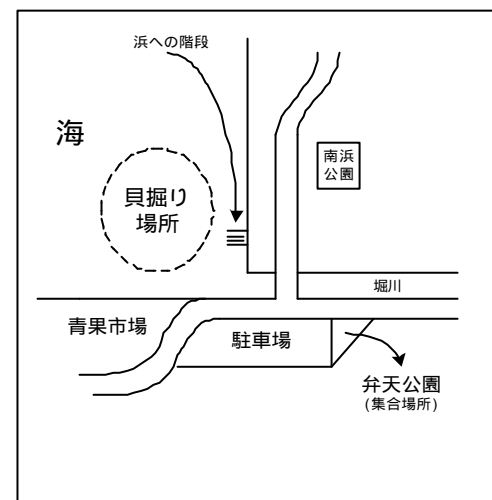 浜への階段
海
南浜
公園
貝掘り
場所
堀川
青果市場
駐車場
弁天公園
(集合場所)